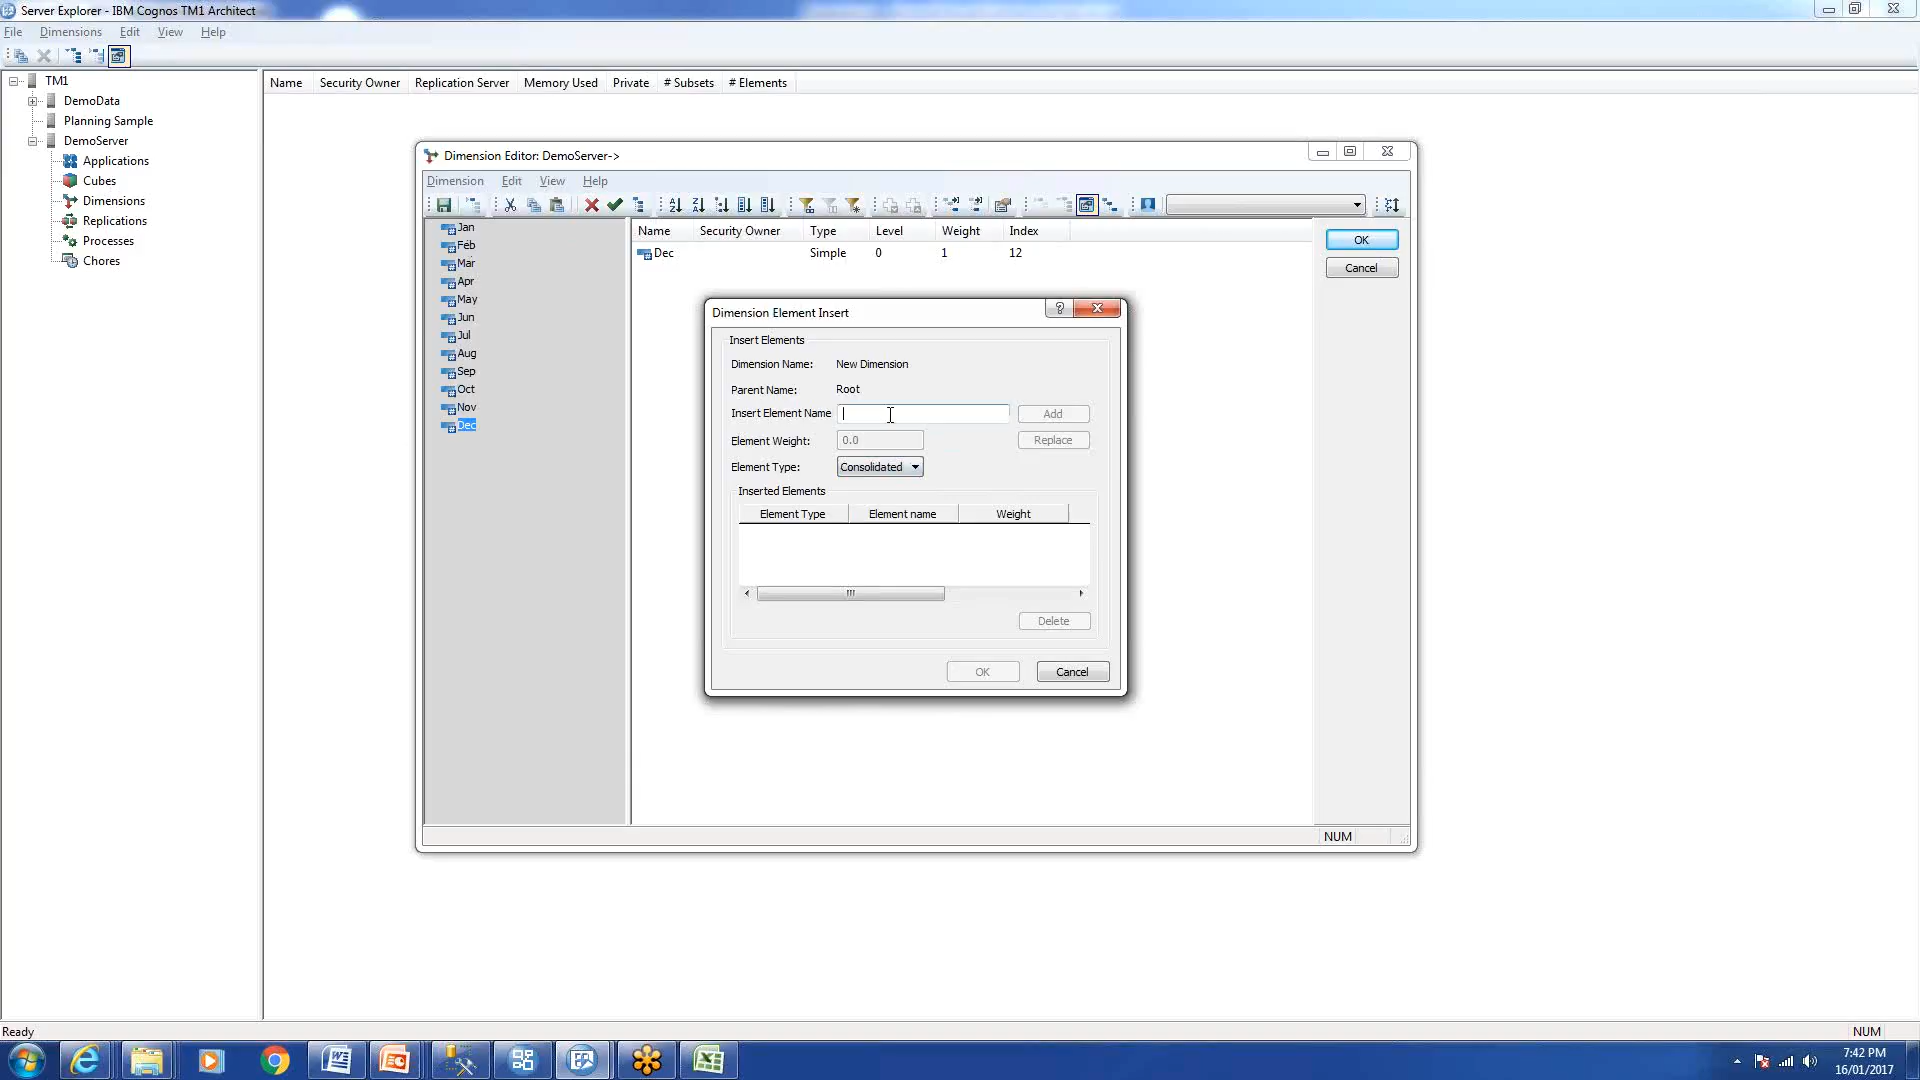 Server Explorer - IBM Cognos TM1 Architect
File Dimensions Edit View Help
TM1
DemoData
Planning Sample
DemoServer
Applications
Cubes
Dimensions
Replications
Processes
Chores
Name Security Owner Replication Server Memory Used Private # Subsets # Elements
Dimension Editor: DemoServer->
Dimension Edit View Help
Jan
Feb
Mar
Apr
May
Jun
Jul
Aug
Sep
Oct
Nov
Dec
Name Security Owner Type Level Weight Index
Dec Simple 0 1 12
OK
Cancel
Dimension Element Insert
Insert Elements
Dimension Name: New Dimension
Parent Name: Root
Insert Element Name Add
Element Weight: 0.0 Replace
Element Type: Consolidated
Inserted Elements
Element Type Element name Weight
Delete
OK Cancel
NUM
Ready NUM
7:42 PM
16/01/2017